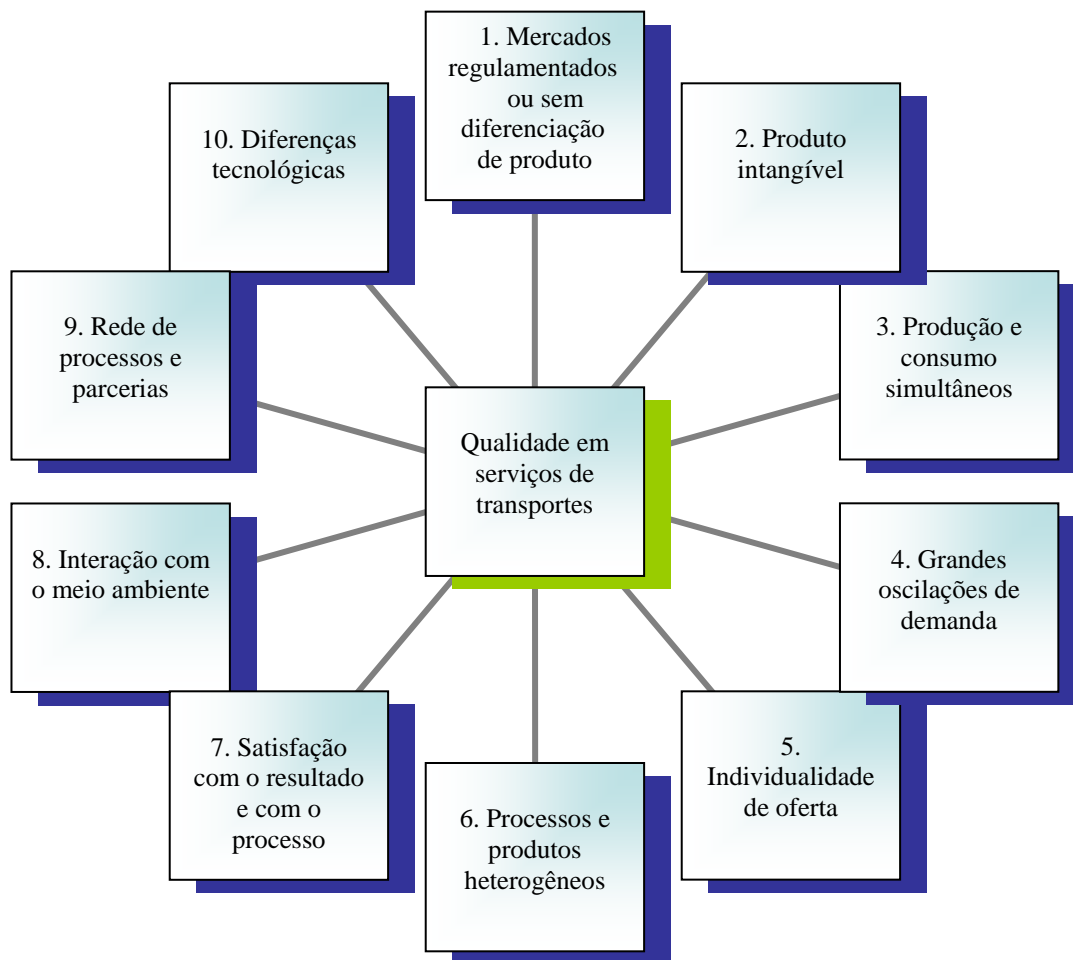 1. Mercados
regulamentados
ou sem
diferenciação
de produto
2. Produto
intangível
3. Produção e
consumo
simultâneos
4. Grandes
oscilações de
demanda
5.
Individualidade
de oferta
6. Processos e
produtos
heterogêneos
7. Satisfação
com o resultado
e com o
processo
8. Interação com
o meio ambiente
9. Rede de
processos e
parcerias
10. Diferenças
tecnológicas
Qualidade em
serviços de
transportes